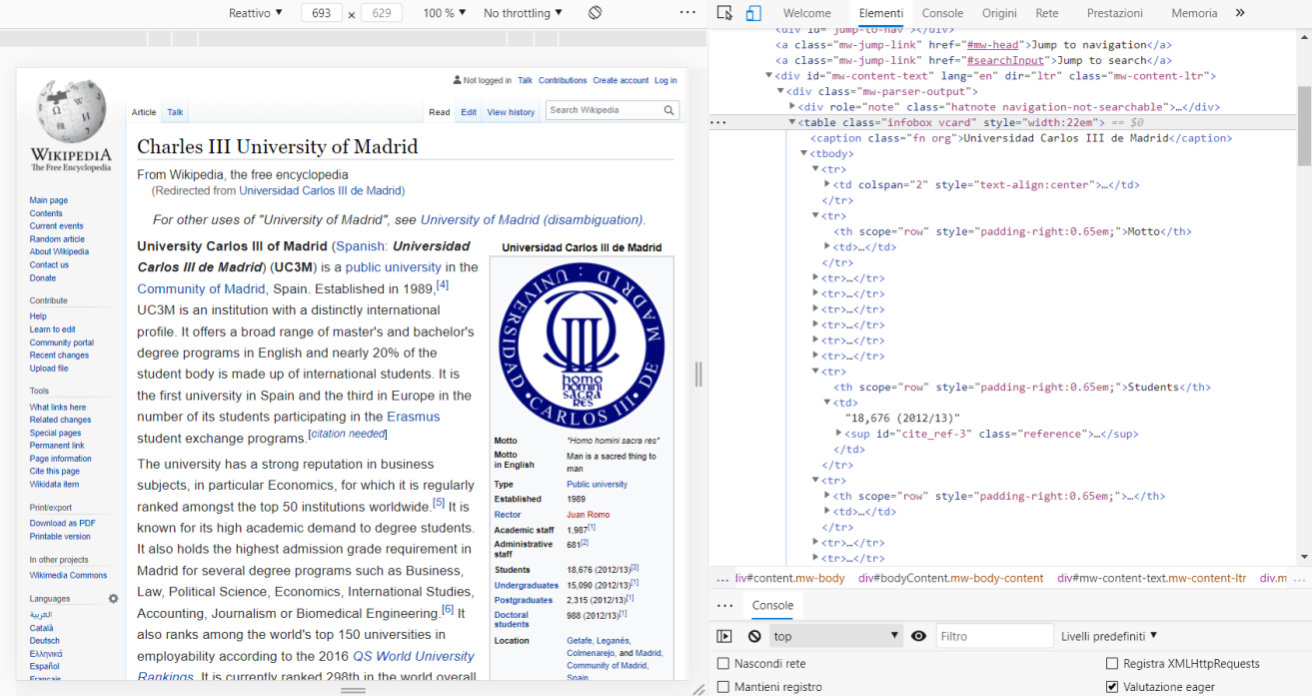 Reattivo ▼ 693 x 629 100 % ▼ No throttling ▼
Welcome Elementi Console Origini Rete Prestazioni Memoria »
Not logged in Talk Contributions Create account Log in
Article Talk Read Edit View history Search Wikipedia
WIKIPEDIA
The Free Encyclopedia
Main page
Contents
Current events
Random article
About Wikipedia
Contact us
Donate
Contribute
Help
Learn to edit
Community portal
Recent changes
Upload file
Tools
What links here
Related changes
Special pages
Permanent link
Page information
Cite this page
Wikidata item
Print/export
Download as PDF
Printable version
In other projects
Wikimedia Commons
Languages
العربية
Català
Deutsch
Ελληνικά
Español
Français
Charles III University of Madrid
From Wikipedia, the free encyclopedia
(Redirected from Universidad Carlos III de Madrid)
For other uses of "University of Madrid", see University of Madrid (disambiguation).
University Carlos III of Madrid (Spanish: Universidad
Carlos III de Madrid) (UC3M) is a public university in the
Community of Madrid, Spain. Established in 1989,[4]
UC3M is an institution with a distinctly international
profile. It offers a broad range of master's and bachelor's
degree programs in English and nearly 20% of the
student body is made up of international students. It is
the first university in Spain and the third in Europe in the
number of its students participating in the Erasmus
student exchange programs.[citation needed]
The university has a strong reputation in business
subjects, in particular Economics, for which it is regularly
ranked amongst the top 50 institutions worldwide.[5] It is
known for its high academic demand to degree students.
It also holds the highest admission grade requirement in
Madrid for several degree programs such as Business,
Law, Political Science, Economics, International Studies,
Accounting, Journalism or Biomedical Engineering.[6] It
also ranks among the world's top 150 universities in
employability according to the 2016 QS World University
Rankings. It is currently ranked 298th in the world overall
Universidad Carlos III de Madrid
UNIVERSIDAD · CARLOS III · DE MADRID :
homo
homini
sacra
res
Motto "Homo homini sacra res"
Motto in English Man is a sacred thing to
man
Type Public university
Established 1989
Rector Juan Romo
Academic staff 1,987[1]
Administrative staff 681[2]
Students 18,676 (2012/13)[3]
Undergraduates 15,090 (2012/13)[1]
Postgraduates 2,315 (2012/13)[1]
Doctoral students 988 (2012/13)[1]
Location Getafe, Leganés,
Colmenarejo, and Madrid,
Community of Madrid,
Spain
<div id="jump-to-nav"></div>
<a class="mw-jump-link" href="#mw-head">Jump to navigation</a>
<a class="mw-jump-link" href="#searchInput">Jump to search</a>
▼<div id="mw-content-text" lang="en" dir="ltr" class="mw-content-ltr">
▼<div class="mw-parser-output">
▶<div role="note" class="hatnote navigation-not-searchable">…</div>
... ▼<table class="infobox vcard" style="width:22em"> == $0
<caption class="fn org">Universidad Carlos III de Madrid</caption>
▼<tbody>
▼<tr>
▶<td colspan="2" style="text-align:center">…</td>
</tr>
▼<tr>
<th scope="row" style="padding-right:0.65em;">Motto</th>
▶<td>…</td>
</tr>
▶<tr>…</tr>
▶<tr>…</tr>
▶<tr>…</tr>
▶<tr>…</tr>
▶<tr>…</tr>
▶<tr>…</tr>
▼<tr>
<th scope="row" style="padding-right:0.65em;">Students</th>
▼<td>
"18,676 (2012/13)"
▶<sup id="cite_ref-3" class="reference">…</sup>
</td>
</tr>
▼<tr>
▶<th scope="row" style="padding-right:0.65em;">…</th>
▶<td>…</td>
</tr>
▶<tr>…</tr>
▶<tr>…</tr>
... div#content.mw-body div#bodyContent.mw-body-content div#mw-content-text.mw-content-ltr div.m ...
Console
top ▼ Filtro Livelli predefiniti ▼
Nascondi rete Registra XMLHttpRequests
Mantieni registro Valutazione eager